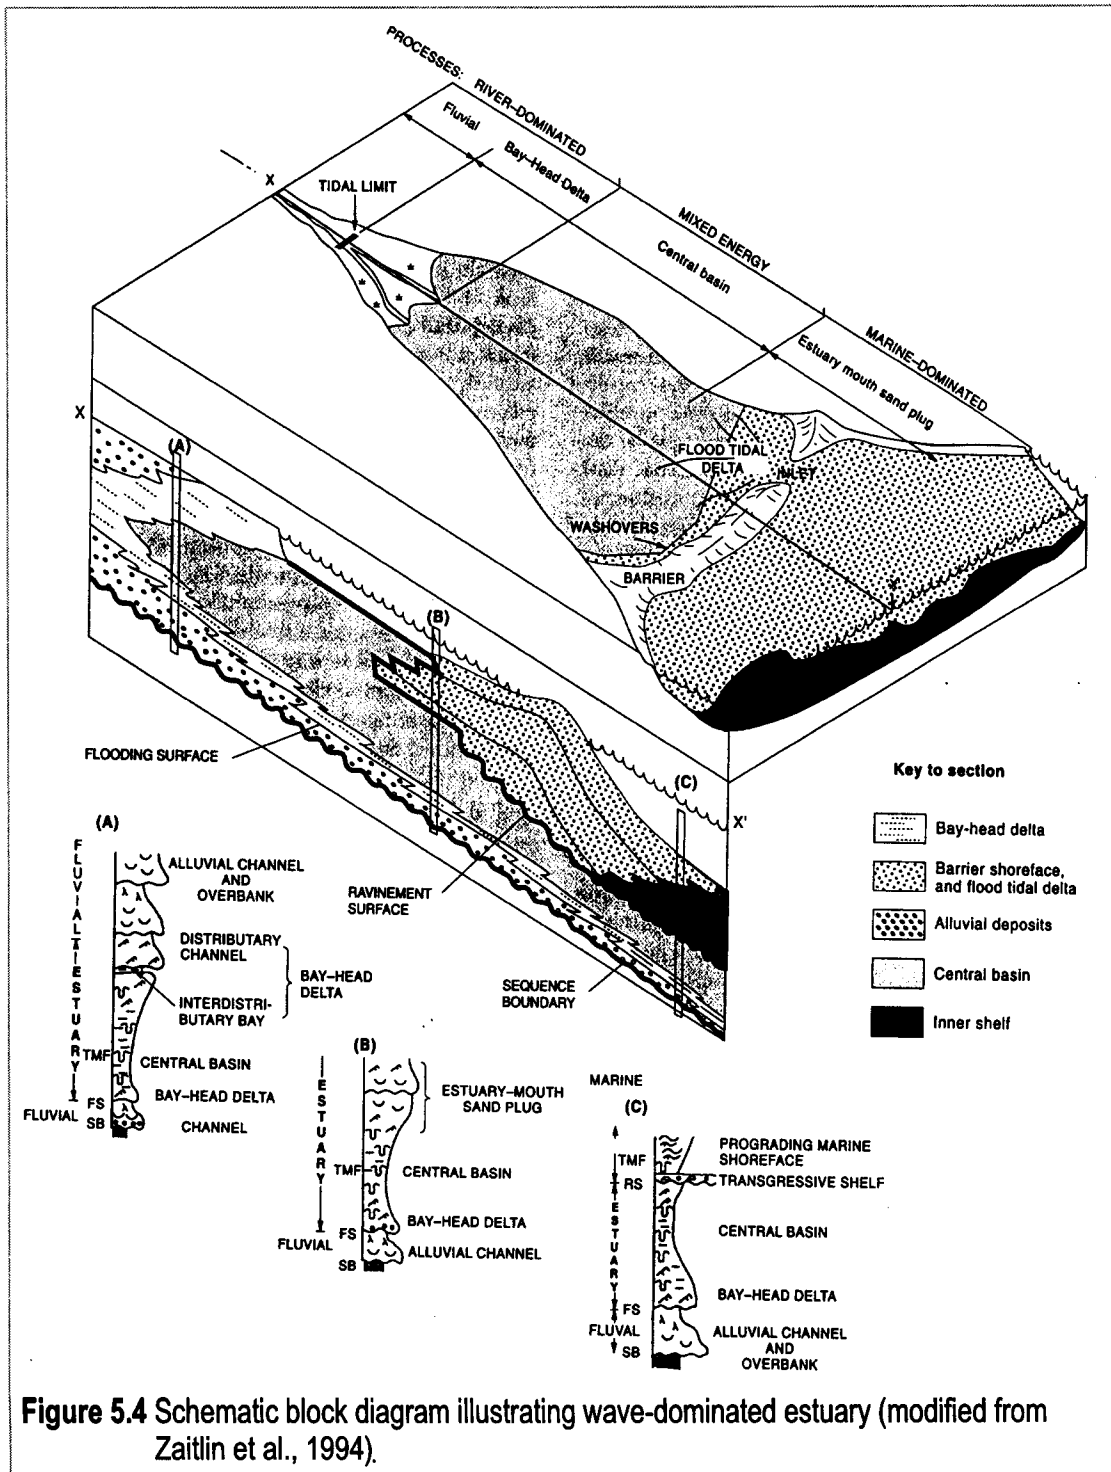 PROCESSES: RIVER-DOMINATED
MIXED ENERGY
MARINE-DOMINATED
Fluvial
Bay-Head Delta
Central basin
Estuary mouth sand plug
X
TIDAL LIMIT
FLOOD TIDAL
DELTA
INLET
WASHOVERS
BARRIER
X
(A)
(B)
(C)
X'
FLOODING SURFACE
RAVINEMENT
SURFACE
SEQUENCE
BOUNDARY
Key to section
Bay-head delta
Barrier shoreface,
and flood tidal delta
Alluvial deposits
Central basin
Inner shelf
(A)
FLUVIAL
ESTUARY
ALLUVIAL CHANNEL
AND
OVERBANK
DISTRIBUTARY
CHANNEL
BAY-HEAD
DELTA
INTERDISTRI-
BUTARY BAY
TMF
CENTRAL BASIN
BAY-HEAD DELTA
FS
FLUVIAL
SB
CHANNEL
(B)
ESTUARY
ESTUARY-MOUTH
SAND PLUG
TMF
CENTRAL BASIN
BAY-HEAD DELTA
FS
FLUVIAL
ALLUVIAL CHANNEL
SB
MARINE
(C)
PROGRADING MARINE
SHOREFACE
TMF
RS
TRANSGRESSIVE SHELF
ESTUARY
CENTRAL BASIN
BAY-HEAD DELTA
FS
FLUVAL
ALLUVIAL CHANNEL
AND
OVERBANK
SB
Figure 5.4 Schematic block diagram illustrating wave-dominated estuary (modified from
Zaitlin et al., 1994).